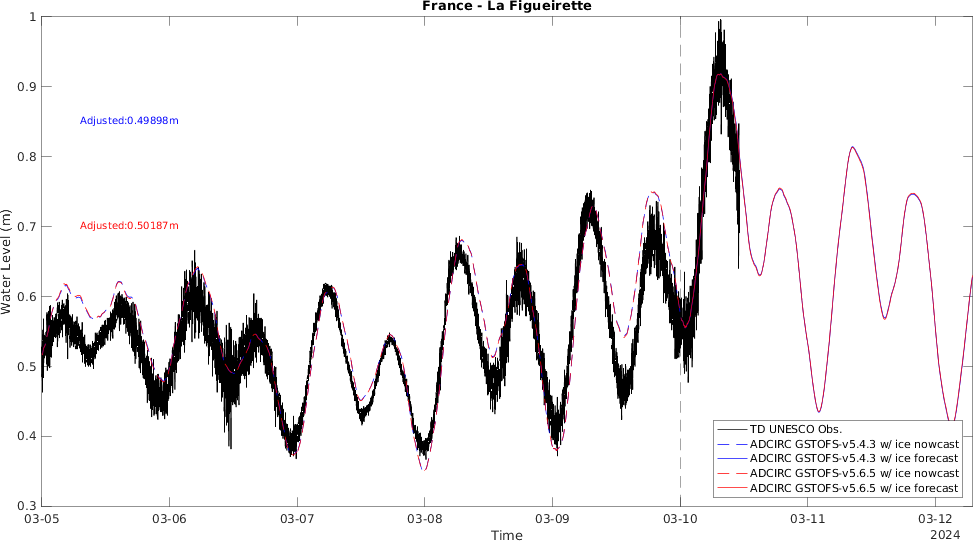 France - La Figueirette
1
0.9
0.8
0.7
0.6
0.5
0.4
0.3
Water Level (m)
Adjusted:0.49898m
Adjusted:0.50187m
TD UNESCO Obs.
ADCIRC GSTOFS-v5.4.3 w/ ice nowcast
ADCIRC GSTOFS-v5.4.3 w/ ice forecast
ADCIRC GSTOFS-v5.6.5 w/ ice nowcast
ADCIRC GSTOFS-v5.6.5 w/ ice forecast
03-05 03-06 03-07 03-08 03-09 03-10 03-11 03-12
Time
2024